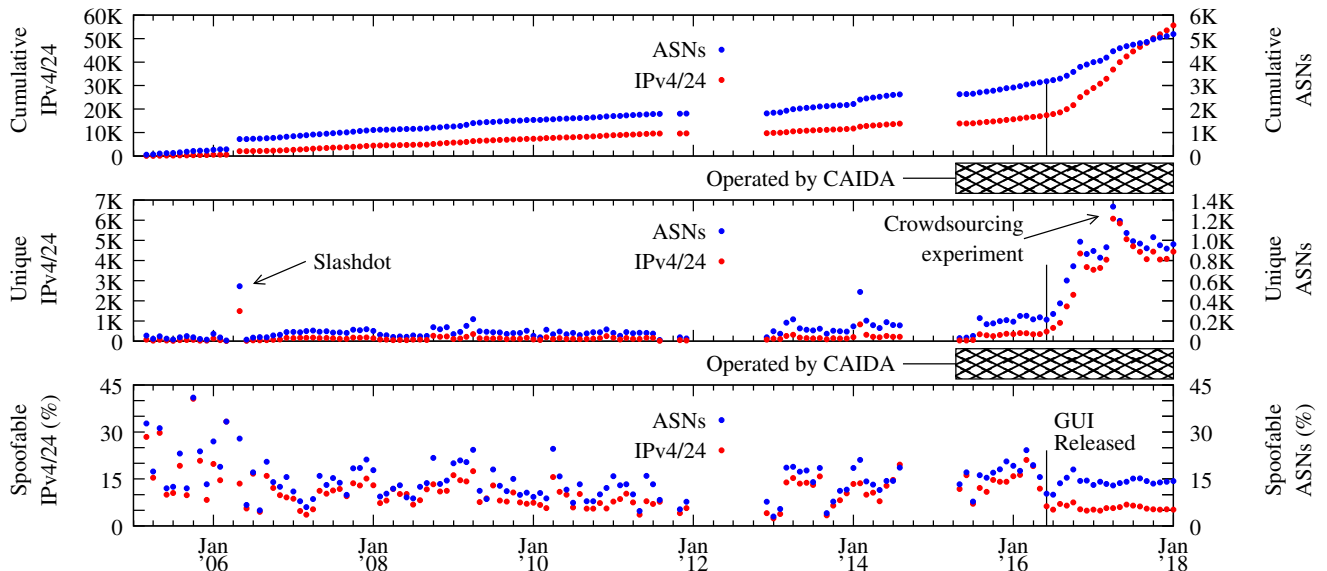 60K
50K
40K
30K
20K
10K
0
Cumulative
IPv4/24
ASNs
IPv4/24
6K
5K
4K
3K
2K
1K
0
Cumulative
ASNs
Operated by CAIDA
7K
6K
5K
4K
3K
2K
1K
0
Unique
IPv4/24
Slashdot
ASNs
IPv4/24
Crowdsourcing
experiment
1.4K
1.2K
1.0K
0.8K
0.6K
0.4K
0.2K
0
Unique
ASNs
Operated by CAIDA
45
30
15
0
Spoofable
IPv4/24 (%)
ASNs
IPv4/24
GUI
Released
45
30
15
0
Spoofable
ASNs (%)
Jan
'06
Jan
'08
Jan
'10
Jan
'12
Jan
'14
Jan
'16
Jan
'18